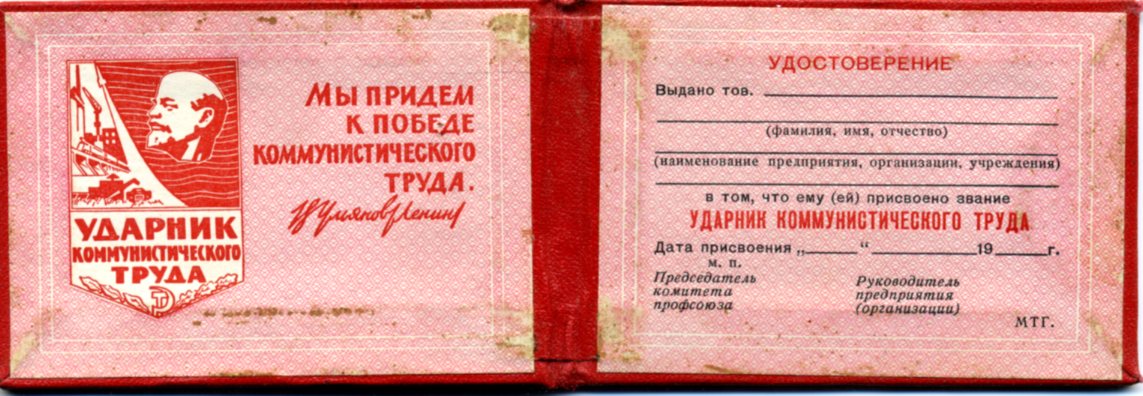 УДАРНИК
КОММУНИСТИЧЕСКОГО
ТРУДА
МЫ ПРИДЕМ
К ПОБЕДЕ
КОММУНИСТИЧЕСКОГО
ТРУДА.
В Ульянов (Ленин)
УДОСТОВЕРЕНИЕ
Выдано тов.
(фамилия, имя, отчество)
(наименование предприятия, организации, учреждения)
в том, что ему (ей) присвоено звание
УДАРНИК КОММУНИСТИЧЕСКОГО ТРУДА
Дата присвоения „ “ 19 г.
м. п.
Председатель
комитета
профсоюза
Руководитель
предприятия
(организации)
МТГ.